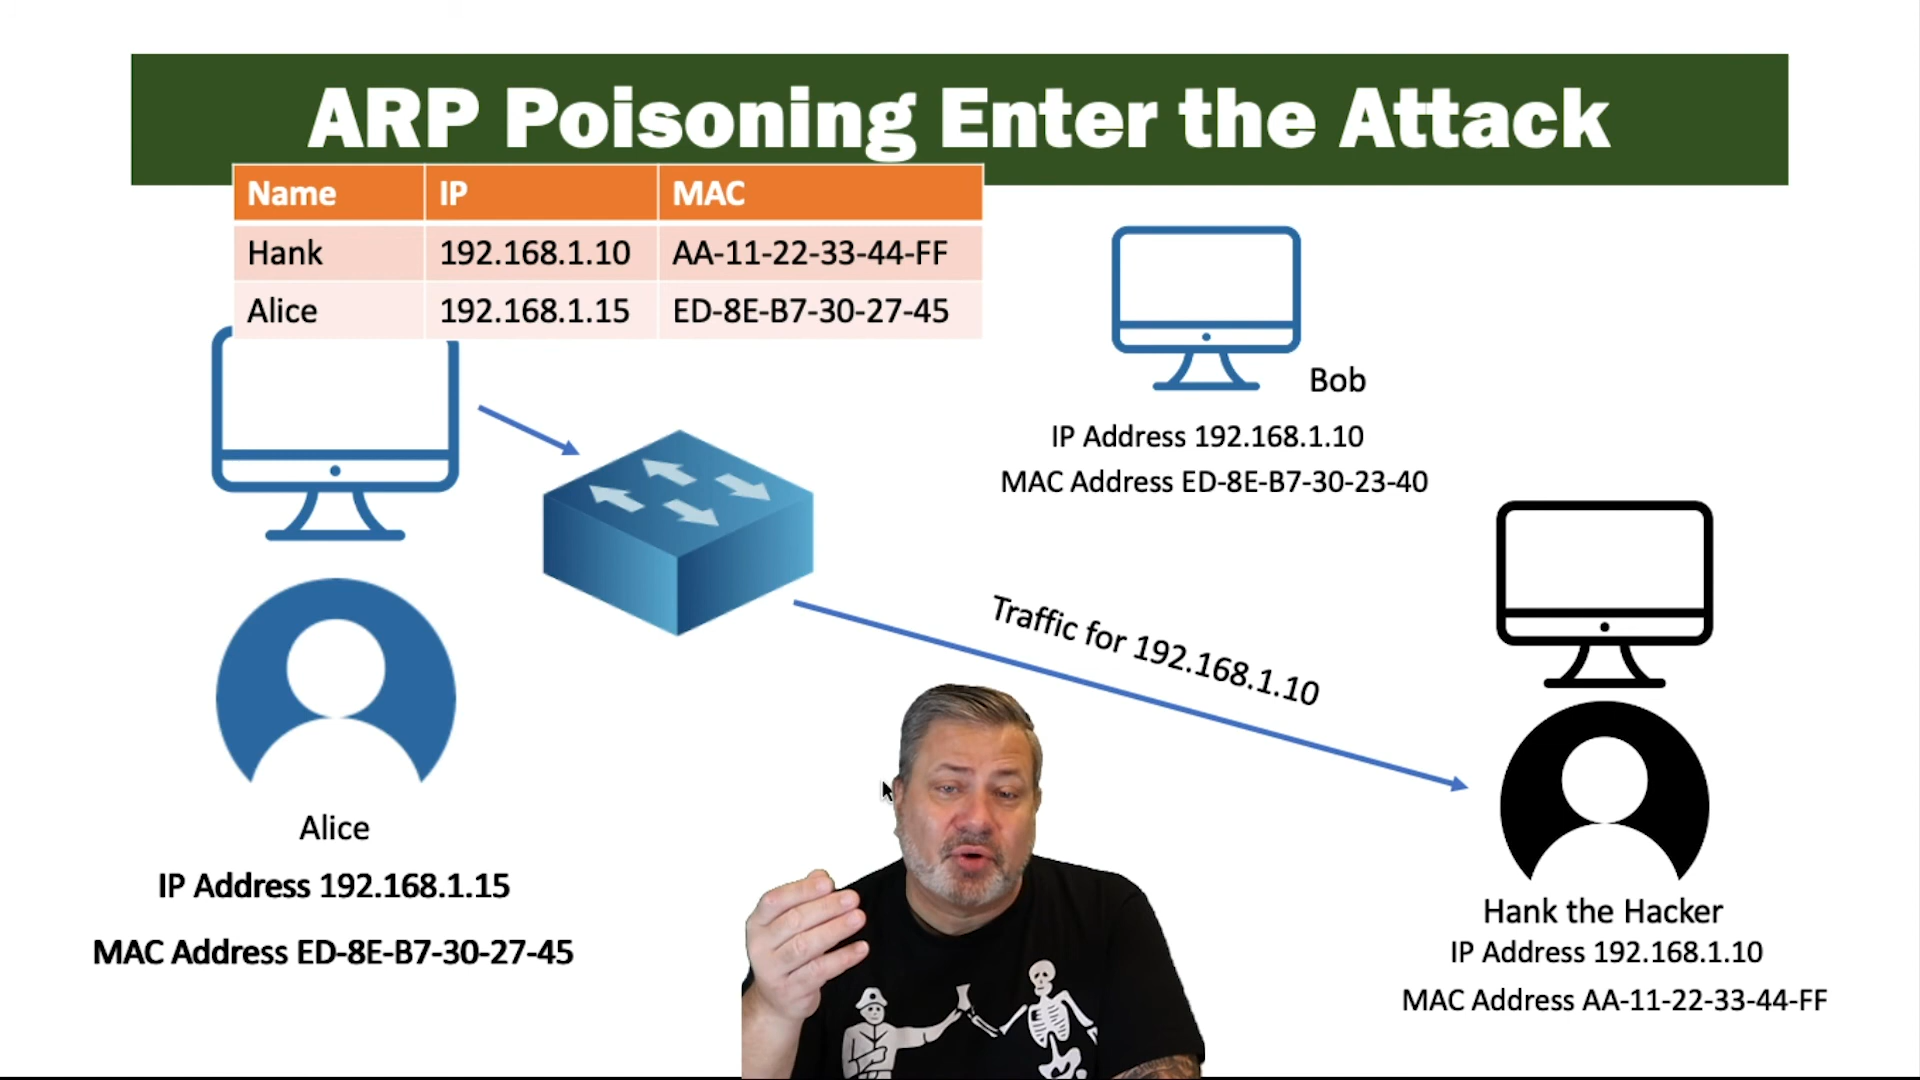 ARP Poisoning Enter the Attack
Name IP MAC
Hank 192.168.1.10 AA-11-22-33-44-FF
Alice 192.168.1.15 ED-8E-B7-30-27-45
Bob
IP Address 192.168.1.10
MAC Address ED-8E-B7-30-23-40
Traffic for 192.168.1.10
Alice
IP Address 192.168.1.15
MAC Address ED-8E-B7-30-27-45
Hank the Hacker
IP Address 192.168.1.10
MAC Address AA-11-22-33-44-FF